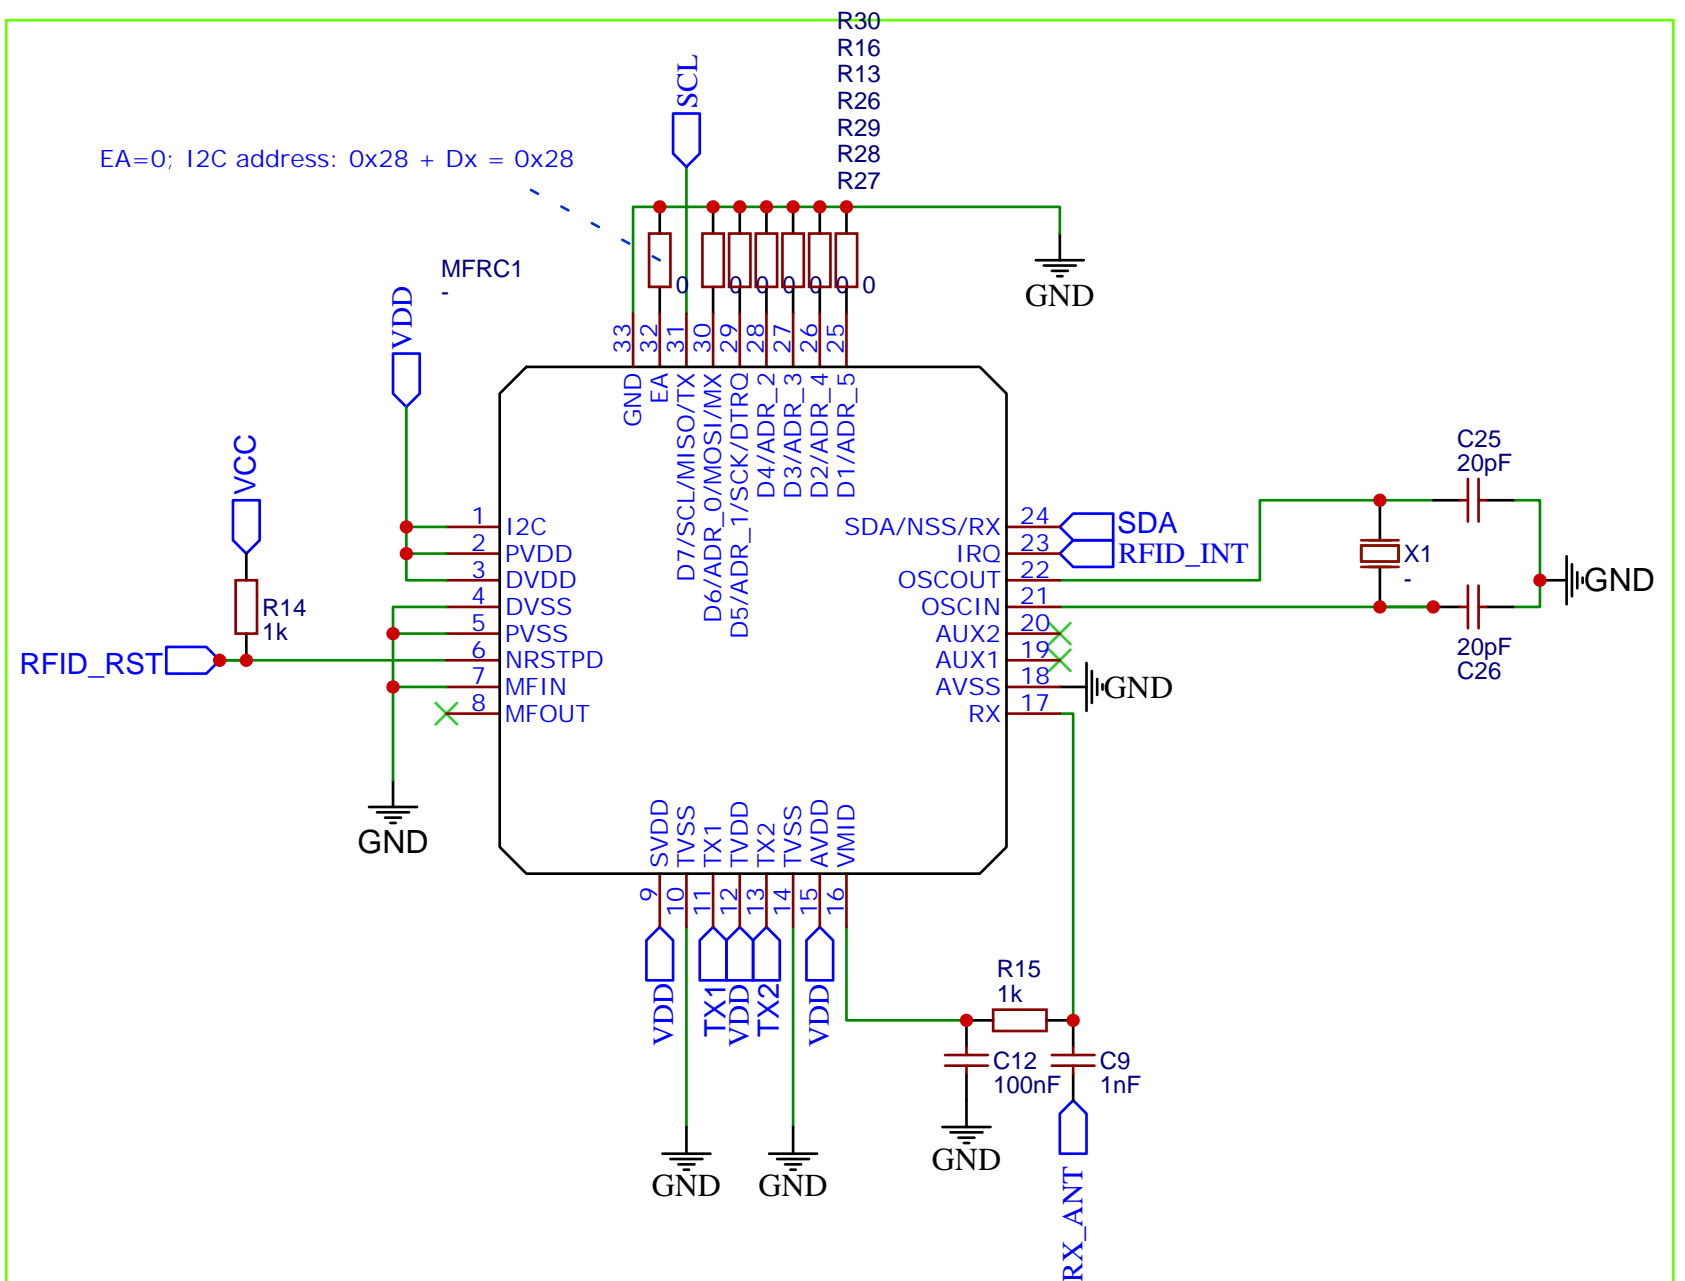 R30
R16
R13
R26
R29
R28
R27
SCL
EA=0; I2C address: 0x28 + Dx = 0x28
MFRC1
-
VDD
GND
0
0
0
0
0
0
0
33
32
31
30
29
28
27
26
25
GND
EA
D7/SCL/MISO/TX
D6/ADR_0/MOSI/MX
D5/ADR_1/SCK/DTRQ
D4/ADR_2
D3/ADR_3
D2/ADR_4
D1/ADR_5
VCC
R14
1k
RFID_RST
1 I2C
2 PVDD
3 DVDD
4 DVSS
5 PVSS
6 NRSTPD
7 MFIN
8 MFOUT
GND
SDA/NSS/RX 24 SDA
IRQ 23 RFID_INT
OSCOUT 22
OSCIN 21
AUX2 20
AUX1 19
AVSS 18 GND
RX 17
C25
20pF
X1
-
GND
20pF
C26
SVDD
TVSS
TX1
TVDD
TX2
TVSS
AVDD
VMID
9
10
11
12
13
14
15
16
VDD
TX1
VDD
TX2
VDD
R15
1k
C12
100nF
C9
1nF
GND
GND
GND
RX_ANT